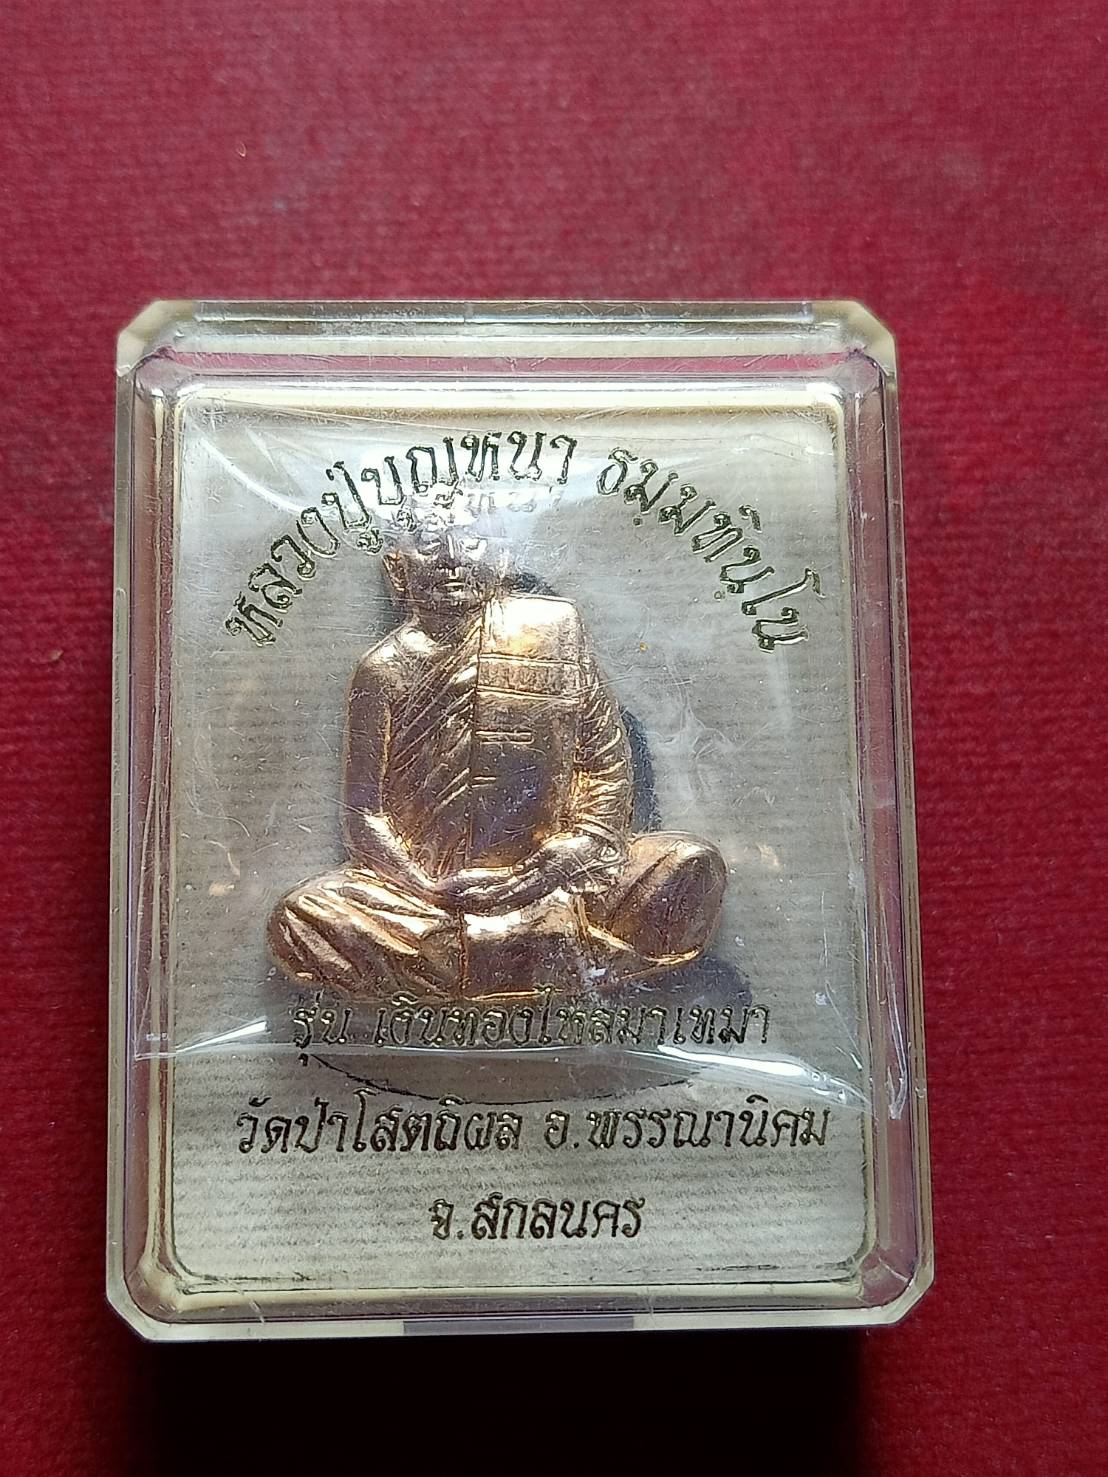 หลวงปู่บุญหนา ธมฺมทินฺโน
รุ่น เงินทองไหลมาเทมา
วัดป่าโสตถิผล อ.พรรณานิคม
จ.สกลนคร